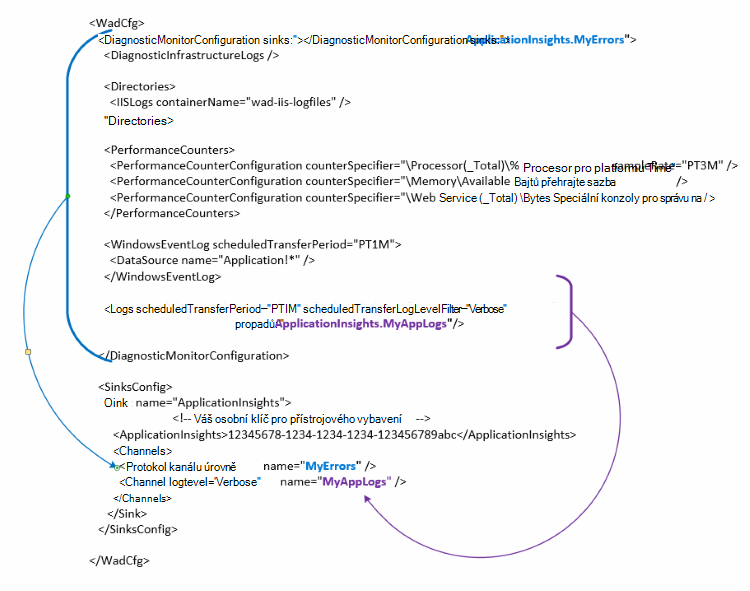 <WadCfg>
<DiagnosticMonitorConfiguration sinks:"></DiagnosticMonitorConfiguration sinks:"> ApplicationInsights.MyErrors">
<DiagnosticInfrastructureLogs />
<Directories>
<IISLogs containerName="wad-iis-logfiles" />
"Directories>
<PerformanceCounters>
<PerformanceCounterConfiguration counterSpecifier="\Processor(_Total)\% Procesor pro platformu Time" sampleRate="PT3M" />
<PerformanceCounterConfiguration counterSpecifier="\Memory\Available Bajtů přehrajte sazba />
<PerformanceCounterConfiguration counterSpecifier="\Web Service (_Total) \Bytes Speciální konzoly pro správu na / >
</PerformanceCounters>
<WindowsEventLog scheduledTransferPeriod="PT1M">
<DataSource name="Application!*" />
</WindowsEventLog>
<Logs scheduledTransferPeriod="PTIM" scheduledTransferLogLevelFilter="Verbose"
propadů"ApplicationInsights.MyAppLogs"/>
</DiagnosticMonitorConfiguration>
<SinksConfig>
Oink name="ApplicationInsights">
<!-- Váš osobní klíč pro přístrojového vybavení -->
<ApplicationInsights>12345678-1234-1234-1234-123456789abc</ApplicationInsights>
<Channels>
<Protokol kanálu úrovně name="MyErrors" />
<Channel logtevel="Verbose" name="MyAppLogs" />
</Channels>
</Sink>
</SinksConfig>
</WadCfg>